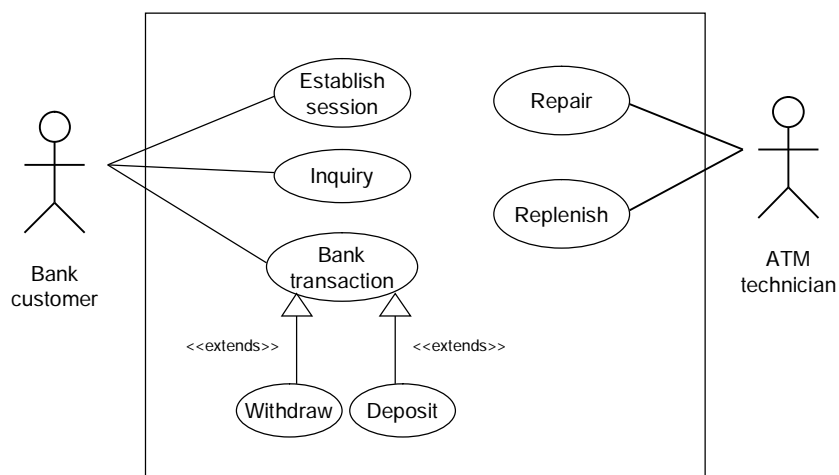 Establish
session
Repair
Inquiry
Replenish
Bank
customer
Bank
transaction
ATM
technician
<<extends>>
<<extends>>
Withdraw
Deposit